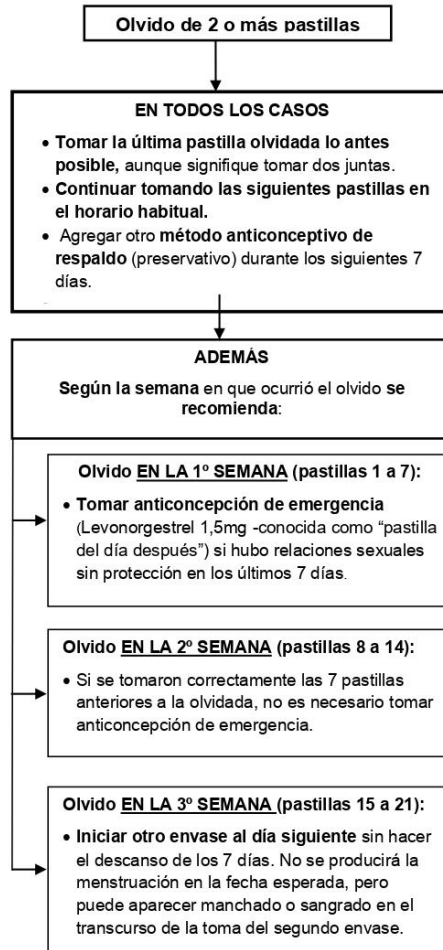 Olvido de 2 o más pastillas
EN TODOS LOS CASOS
• Tomar la última pastilla olvidada lo antes
posible, aunque signifique tomar dos juntas.
• Continuar tomando las siguientes pastillas en
el horario habitual.
• Agregar otro método anticonceptivo de
respaldo (preservativo) durante los siguientes 7
días.
ADEMÁS
Según la semana en que ocurrió el olvido se
recomienda:
Olvido EN LA 1º SEMANA (pastillas 1 a 7):
• Tomar anticoncepción de emergencia
(Levonorgestrel 1,5mg -conocida como “pastilla
del día después”) si hubo relaciones sexuales
sin protección en los últimos 7 días.
Olvido EN LA 2º SEMANA (pastillas 8 a 14):
• Si se tomaron correctamente las 7 pastillas
anteriores a la olvidada, no es necesario tomar
anticoncepción de emergencia.
Olvido EN LA 3º SEMANA (pastillas 15 a 21):
• Iniciar otro envase al día siguiente sin hacer
el descanso de los 7 días. No se producirá la
menstruación en la fecha esperada, pero
puede aparecer manchado o sangrado en el
transcurso de la toma del segundo envase.